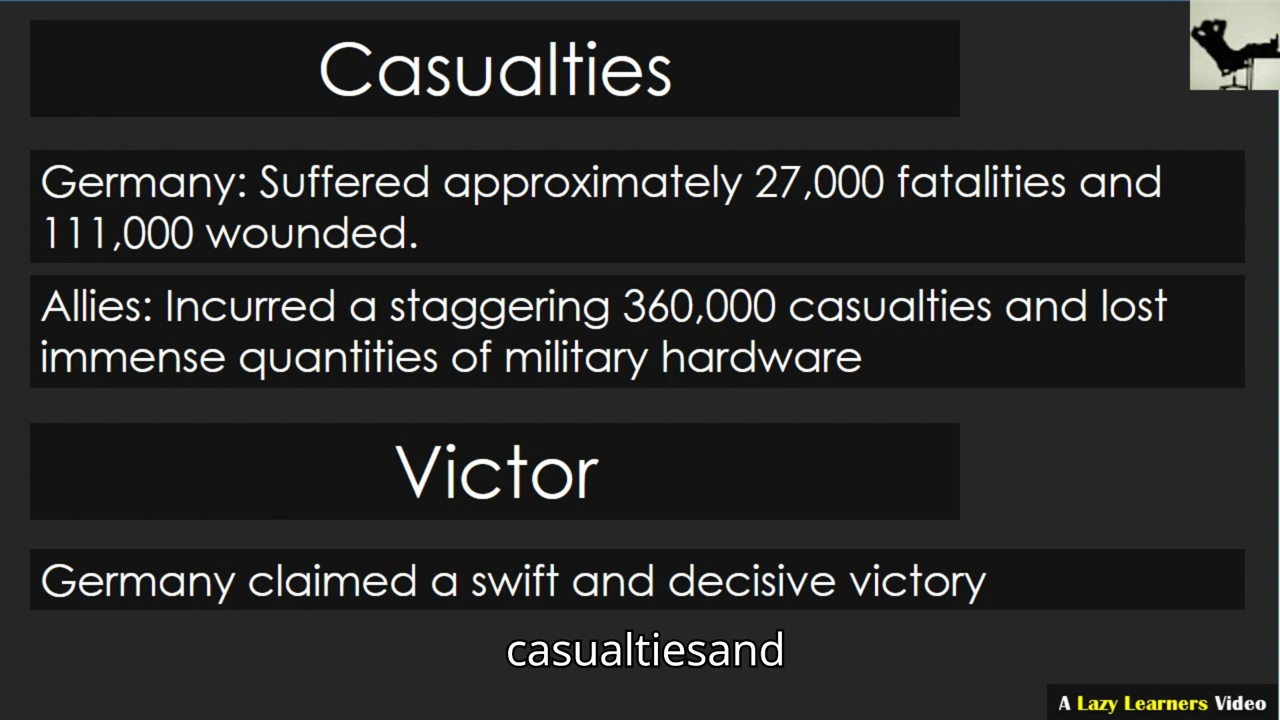 Casualties
Germany: Suffered approximately 27,000 fatalities and
111,000 wounded.
Allies: Incurred a staggering 360,000 casualties and lost
immense quantities of military hardware
Victor
Germany claimed a swift and decisive victory
casualtiesand
A Lazy Learners Video